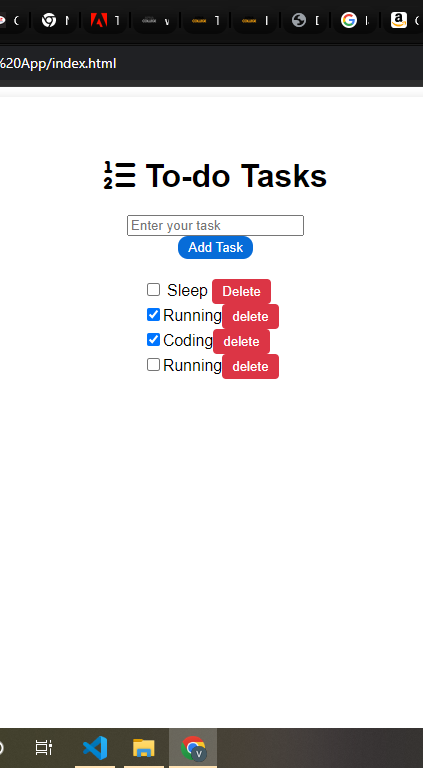 %20App/index.html
To-do Tasks
Enter your task
Add Task
Sleep Delete
Running delete
Coding delete
Running delete